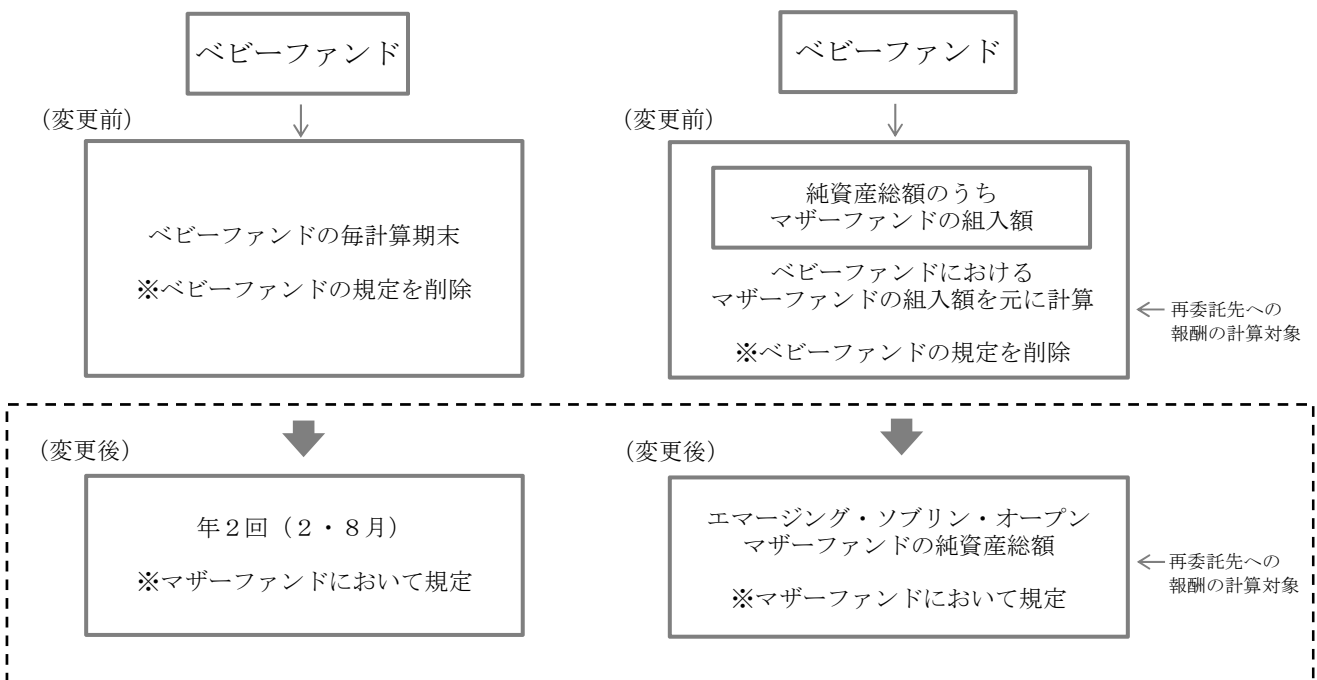 ベビーファンド
(変更前)
ベビーファンドの毎計算期末
※ベビーファンドの規定を削除
(変更後)
年２回(２・８月)
※マザーファンドにおいて規定
ベビーファンド
(変更前)
純資産総額のうち
マザーファンドの組入額
ベビーファンドにおける
マザーファンドの組入額を元に計算
※ベビーファンドの規定を削除
再委託先への
報酬の計算対象
(変更後)
エマージング・ソブリン・オープン
マザーファンドの純資産総額
※マザーファンドにおいて規定
再委託先への
報酬の計算対象